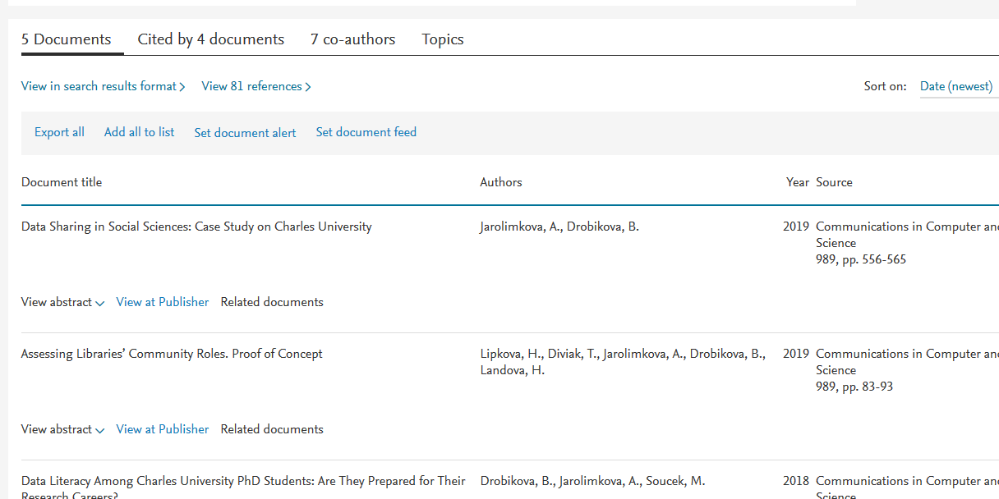 5 Documents Cited by 4 documents 7 co-authors Topics
View in search results format View 81 references Sort on: Date (newest)
Export all Add all to list Set document alert Set document feed
Document title Authors Year Source
Data Sharing in Social Sciences: Case Study on Charles University Jarolimkova, A., Drobikova, B. 2019 Communications in Computer and
Science
989, pp. 556-565
View abstract View at Publisher Related documents
Assessing Libraries’ Community Roles. Proof of Concept Lipkova, H., Diviak, T., Jarolimkova, A., Drobikova, B., 2019 Communications in Computer and
Landova, H. Science
989, pp. 83-93
View abstract View at Publisher Related documents
Data Literacy Among Charles University PhD Students: Are They Prepared for Their Drobikova, B., Jarolimkova, A., Soucek, M. 2018 Communications in Computer and
Research Careers? Science